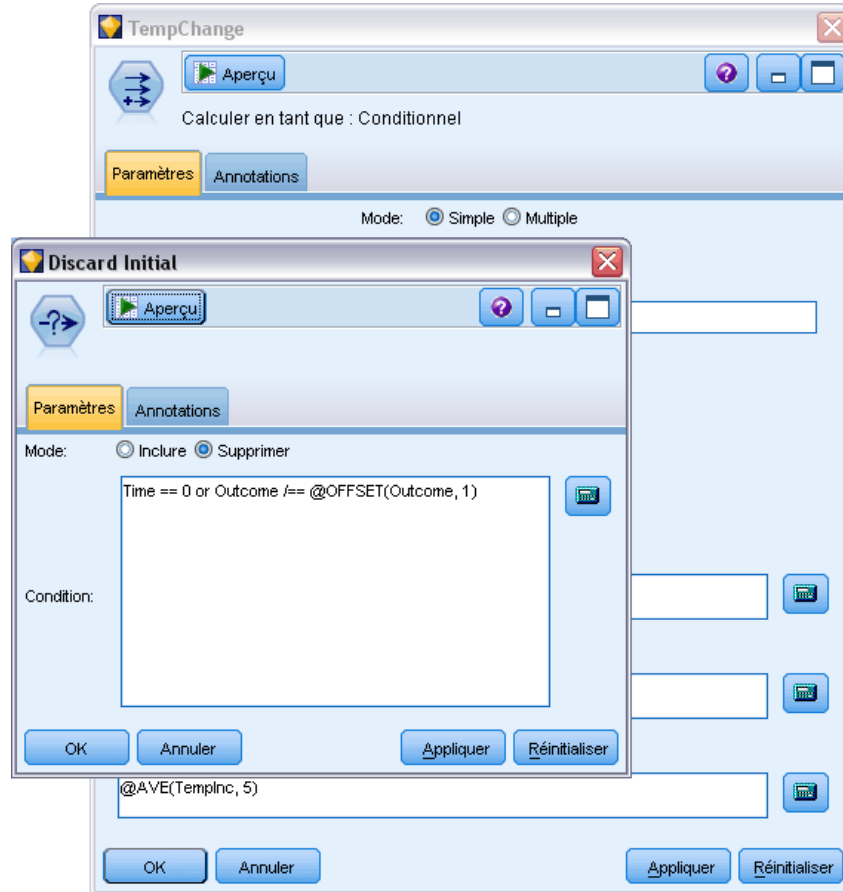 TempChange
Aperçu
Calculer en tant que : Conditionnel
Paramètres Annotations
Mode: Simple Multiple
Discard Initial
Aperçu
Paramètres Annotations
Mode: Inclure Supprimer
Time == 0 or Outcome /== @OFFSET(Outcome, 1)
Condition:
OK Annuler Appliquer Réinitialiser
@AVE(TempInc, 5)
OK Annuler Appliquer Réinitialiser